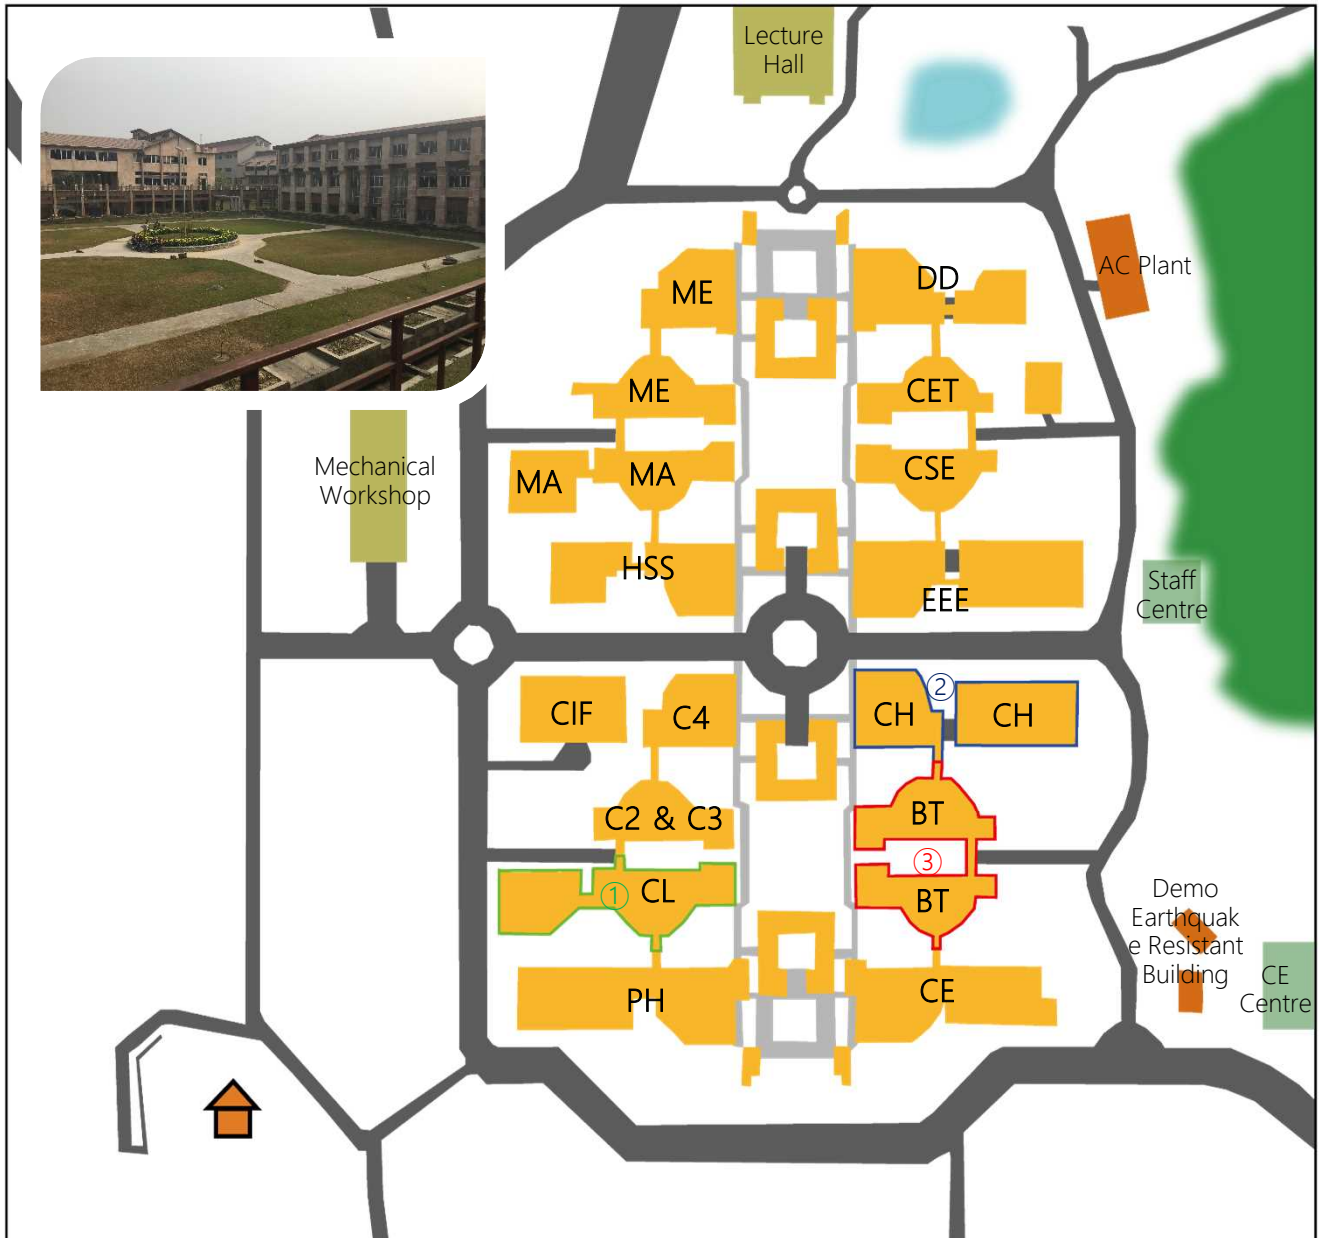 Lecture
Hall
AC Plant
ME
DD
ME
CET
MA
MA
CSE
Mechanical
Workshop
HSS
EEE
Staff
Centre
CIF
C4
CH
②
CH
C2 & C3
BT
③
①
CL
BT
PH
CE
Demo
Earthquak
e Resistant
Building
CE
Centre